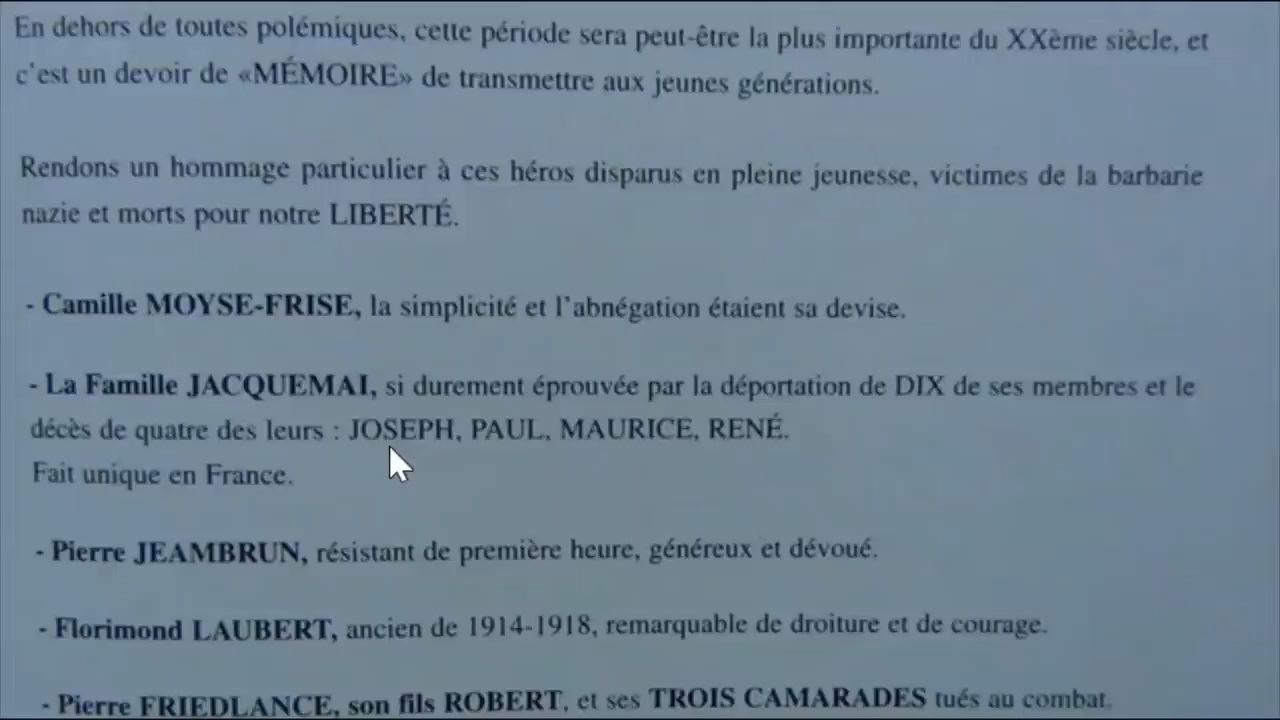 En dehors de toutes polémiques, cette période sera peut-être la plus importante du XXème siècle, et
c'est un devoir de «MÉMOIRE» de transmettre aux jeunes générations.
Rendons un hommage particulier à ces héros disparus en pleine jeunesse, victimes de la barbarie
nazie et morts pour notre LIBERTÉ.
- Camille MOYSE-FRISE, la simplicité et l'abnégation étaient sa devise.
- La Famille JACQUEMAI, si durement éprouvée par la déportation de DIX de ses membres et le
décès de quatre des leurs : JOSEPH, PAUL, MAURICE, RENÉ.
Fait unique en France.
- Pierre JEAMBRUN, résistant de première heure, généreux et dévoué.
- Florimond LAUBERT, ancien de 1914-1918, remarquable de droiture et de courage.
- Pierre FRIEDLANCE, son fils ROBERT, et ses TROIS CAMARADES tués au combat.